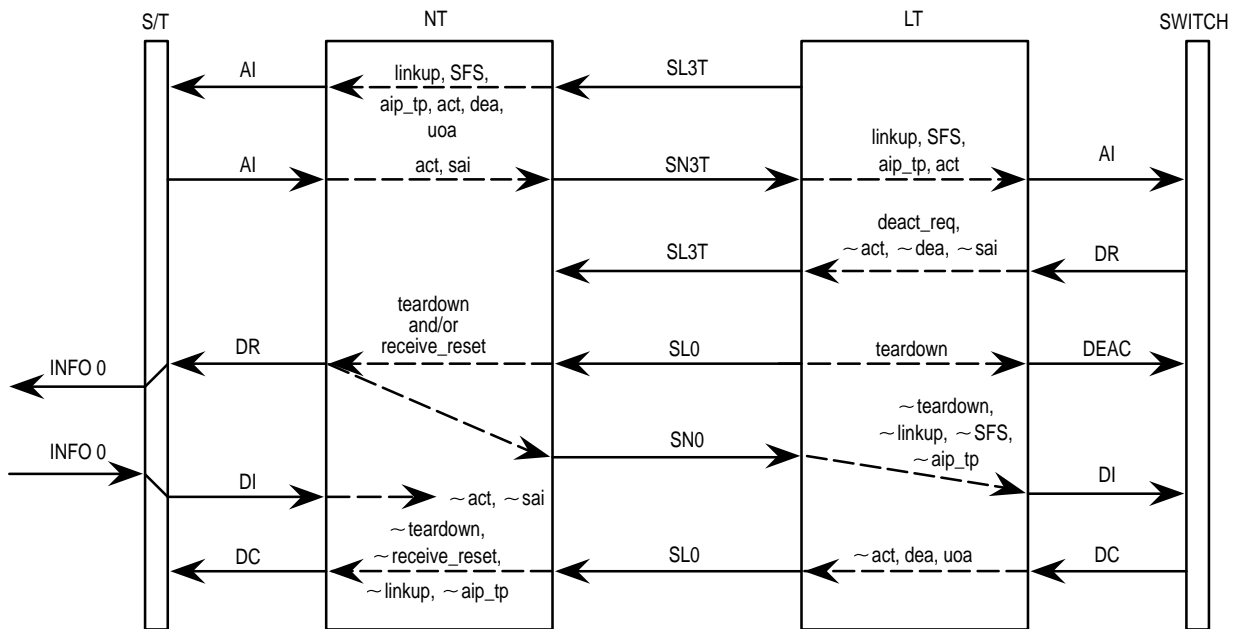 S/T
NT
LT
SWITCH
AI
linkup, SFS,
aip_tp, act, dea,
uoa
SL3T
AI
act, sai
SN3T
linkup, SFS,
aip_tp, act
AI
SL3T
deact_req,
~act, ~dea, ~sai
DR
INFO 0
DR
teardown
and/or
receive_reset
SL0
teardown
DEAC
INFO 0
DI
~act, ~sai
SN0
~teardown,
~linkup, ~SFS,
~aip_tp
DI
DC
~teardown,
~receive_reset,
~linkup, ~aip_tp
SL0
~act, dea, uoa
DC